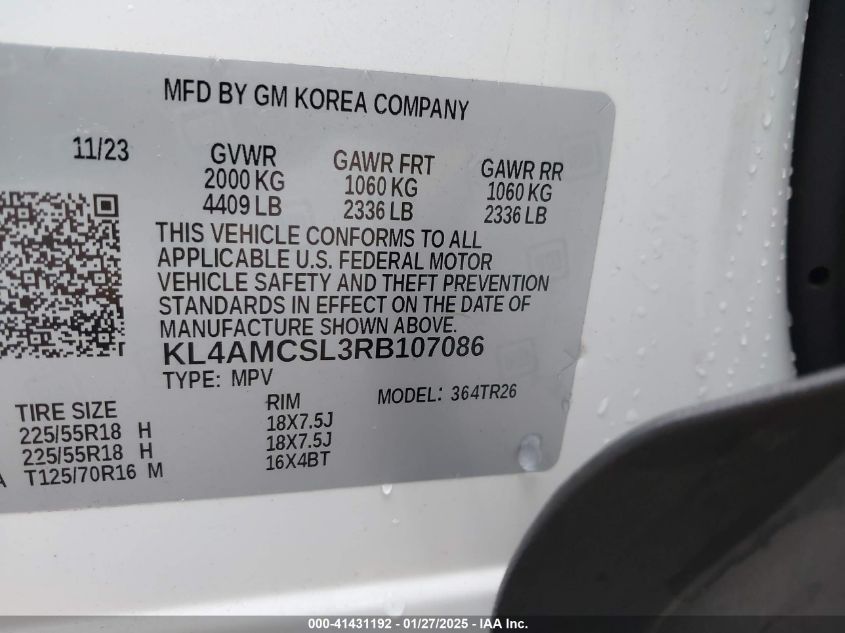 MFD BY GM KOREA COMPANY
11/23 GVWR GAWR FRT GAWR RR
2000 KG 1060 KG 1060 KG
4409 LB 2336 LB 2336 LB
THIS VEHICLE CONFORMS TO ALL
APPLICABLE U.S. FEDERAL MOTOR
VEHICLE SAFETY AND THEFT PREVENTION
STANDARDS IN EFFECT ON THE DATE OF
MANUFACTURE SHOWN ABOVE.
KL4AMCSL3RB107086
TYPE: MPV MODEL: 364TR26
TIRE SIZE RIM
225/55R18 H 18X7.5J
225/55R18 H 18X7.5J
T125/70R16 M 16X4BT
000-41431192 - 01/27/2025 - IAA Inc.